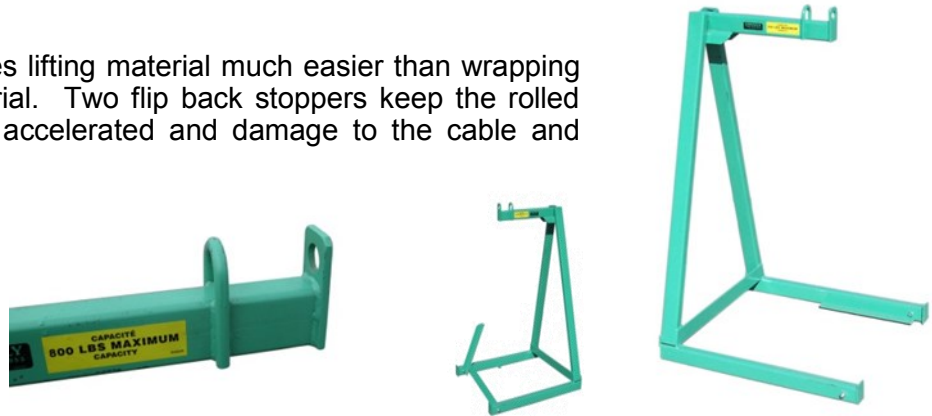 es lifting material much easier than wrapping
rial. Two flip back stoppers keep the rolled
accelerated and damage to the cable and
CAPACITÉ
800 LBS MAXIMUM
CAPACITY